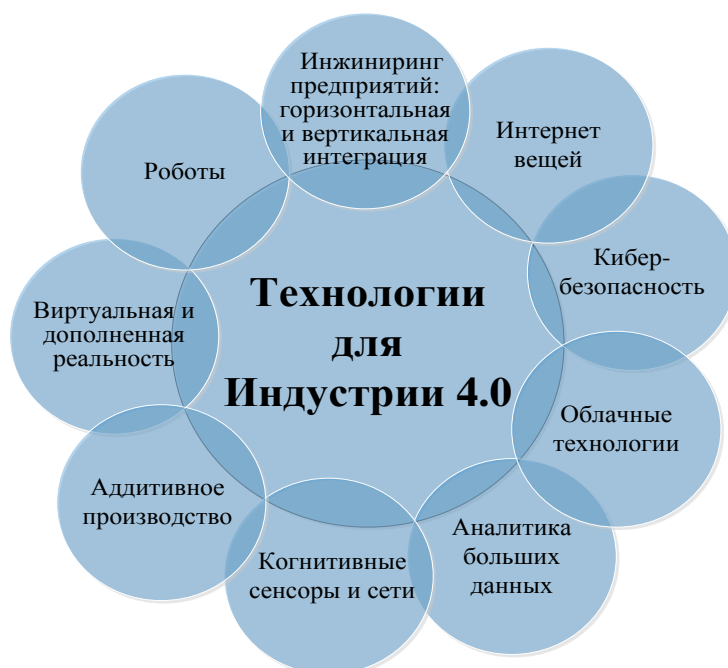 Инжиниринг
предприятий:
горизонтальная
и вертикальная
интеграция
Интернет
вещей
Кибер-
безопасность
Облачные
технологии
Аналитика
больших
данных
Когнитивные
сенсоры и сети
Аддитивное
производство
Виртуальная и
дополненная
реальность
Роботы
Технологии
для
Индустрии 4.0